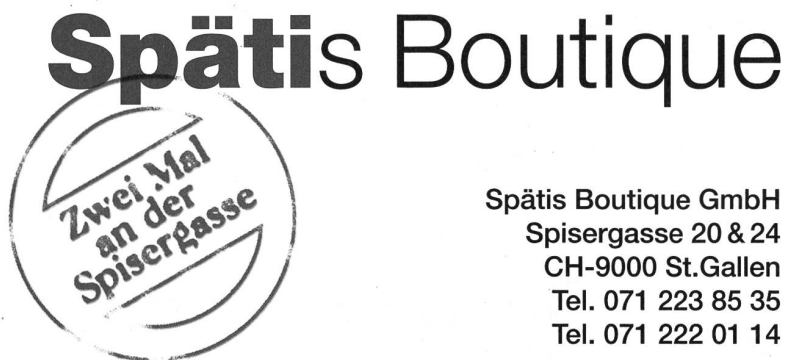 Spätis Boutique
Zwei Mal
an der
Spisergasse
Spätis Boutique GmbH
Spisergasse 20 & 24
CH-9000 St.Gallen
Tel. 071 223 85 35
Tel. 071 222 01 14